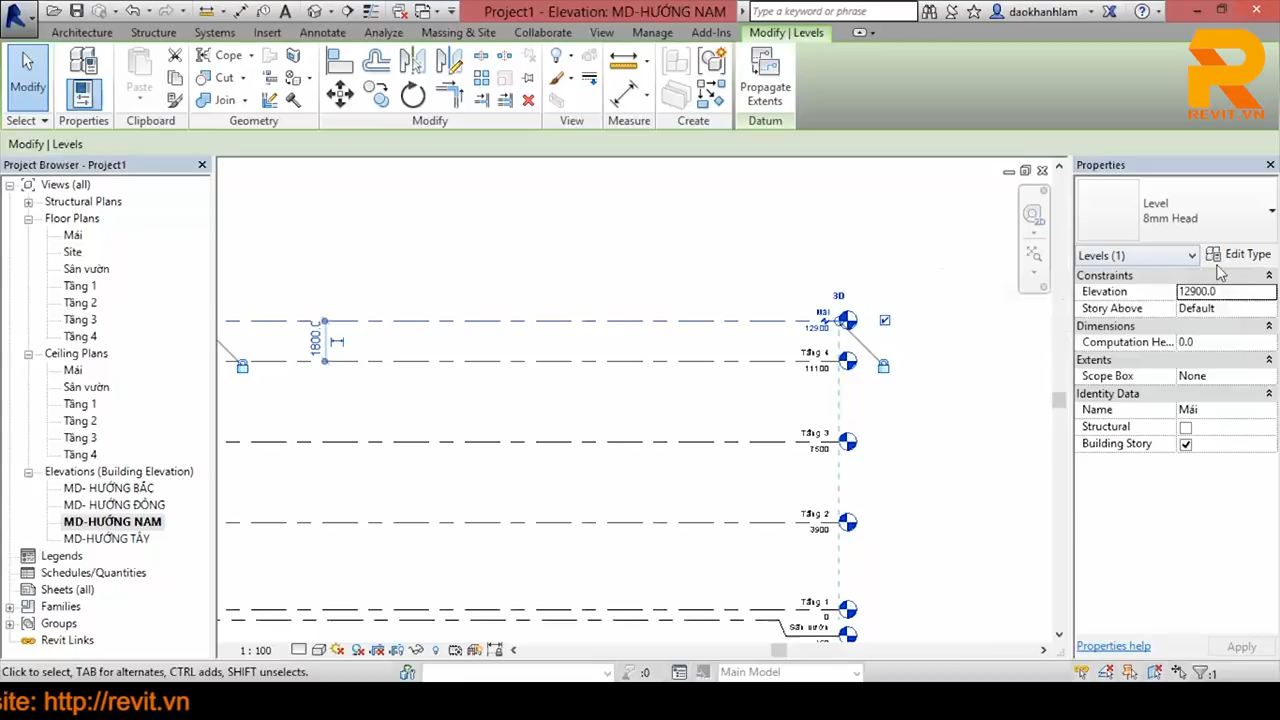 Project1 - Elevation: MD-HƯỚNG NAM
Type a keyword or phrase
daokhanhlam
Architecture Structure Systems Insert Annotate Analyze Massing & Site Collaborate View Manage Add-Ins Modify | Levels
Modify
Paste
Cope
Cut
Join
Propagate
Extents
Select Properties Clipboard Geometry Modify View Measure Create Datum
REVIT.VN
Modify | Levels
Project Browser - Project1
Views (all)
Structural Plans
Floor Plans
Mái
Site
Sân vườn
Tầng 1
Tầng 2
Tầng 3
Tầng 4
Ceiling Plans
Mái
Sân vườn
Tầng 1
Tầng 2
Tầng 3
Tầng 4
Elevations (Building Elevation)
MD- HƯỚNG BẮC
MD- HƯỚNG ĐÔNG
MD-HƯỚNG NAM
MD-HƯỚNG TÂY
Legends
Schedules/Quantities
Sheets (all)
Families
Groups
Revit Links
2D
3D
Mái
12900
1800.0
Tầng 4
11100
Tầng 3
7500
Tầng 2
3900
Tầng 1
0
Sân vườn
Properties
Level
8mm Head
Levels (1)
Edit Type
Constraints
Elevation 12900.0
Story Above Default
Dimensions
Computation He... 0.0
Extents
Scope Box None
Identity Data
Name Mái
Structural
Building Story
Properties help
Apply
1 : 100
Click to select, TAB for alternates, CTRL adds, SHIFT unselects.
:0
Main Model
:1
site: http://revit.vn